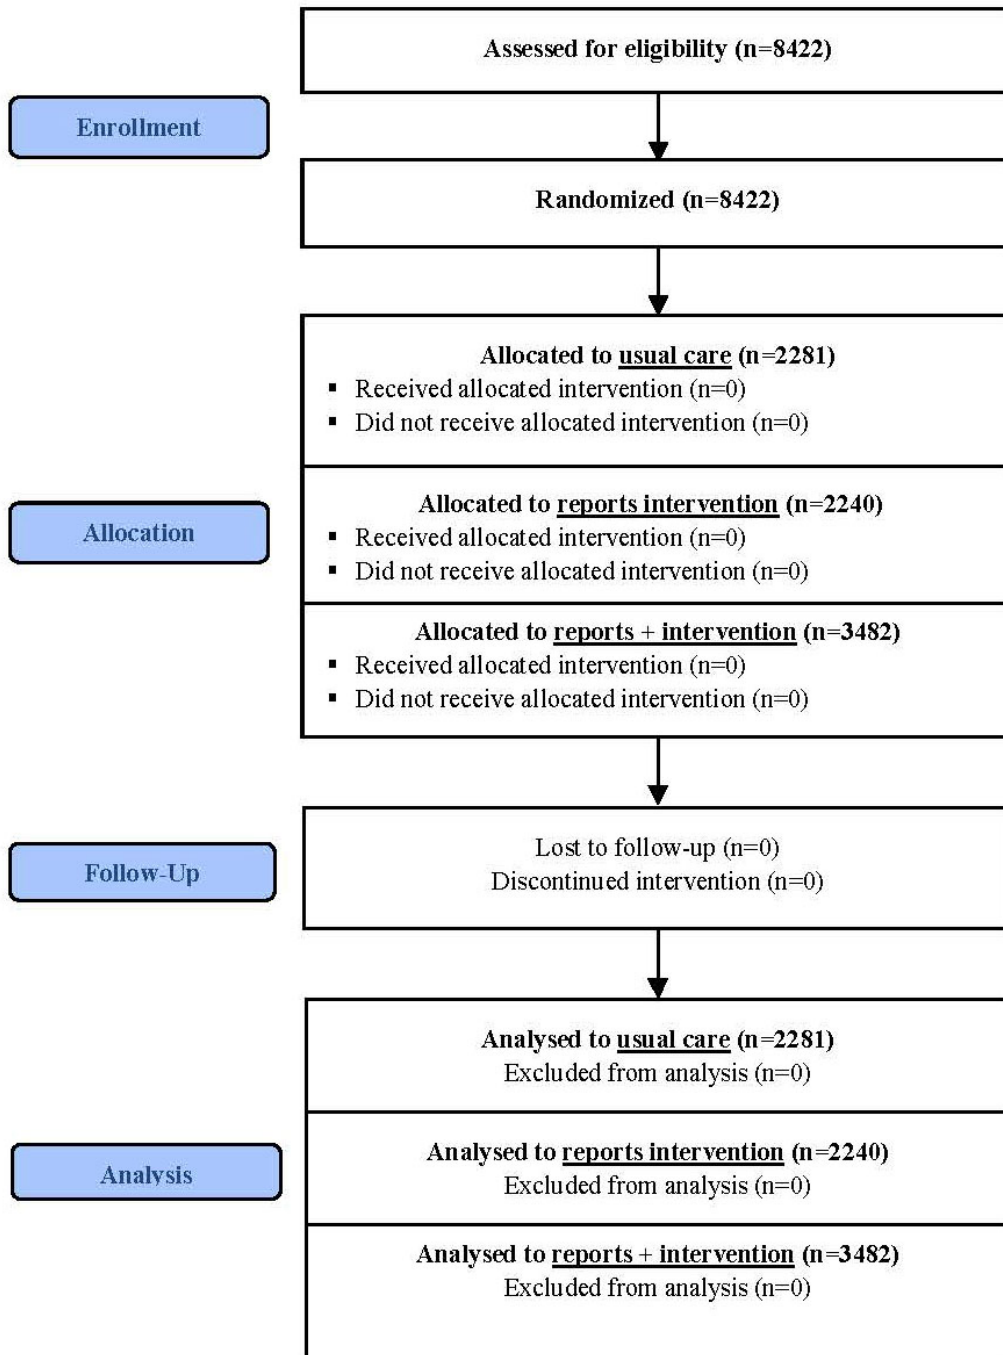 Assessed for eligibility (n=8422)
Enrollment
Randomized (n=8422)
Allocated to usual care (n=2281)
▪ Received allocated intervention (n=0)
▪ Did not receive allocated intervention (n=0)
Allocation
Allocated to reports intervention (n=2240)
▪ Received allocated intervention (n=0)
▪ Did not receive allocated intervention (n=0)
Allocated to reports + intervention (n=3482)
▪ Received allocated intervention (n=0)
▪ Did not receive allocated intervention (n=0)
Follow-Up
Lost to follow-up (n=0)
Discontinued intervention (n=0)
Analysed to usual care (n=2281)
Excluded from analysis (n=0)
Analysis
Analysed to reports intervention (n=2240)
Excluded from analysis (n=0)
Analysed to reports + intervention (n=3482)
Excluded from analysis (n=0)